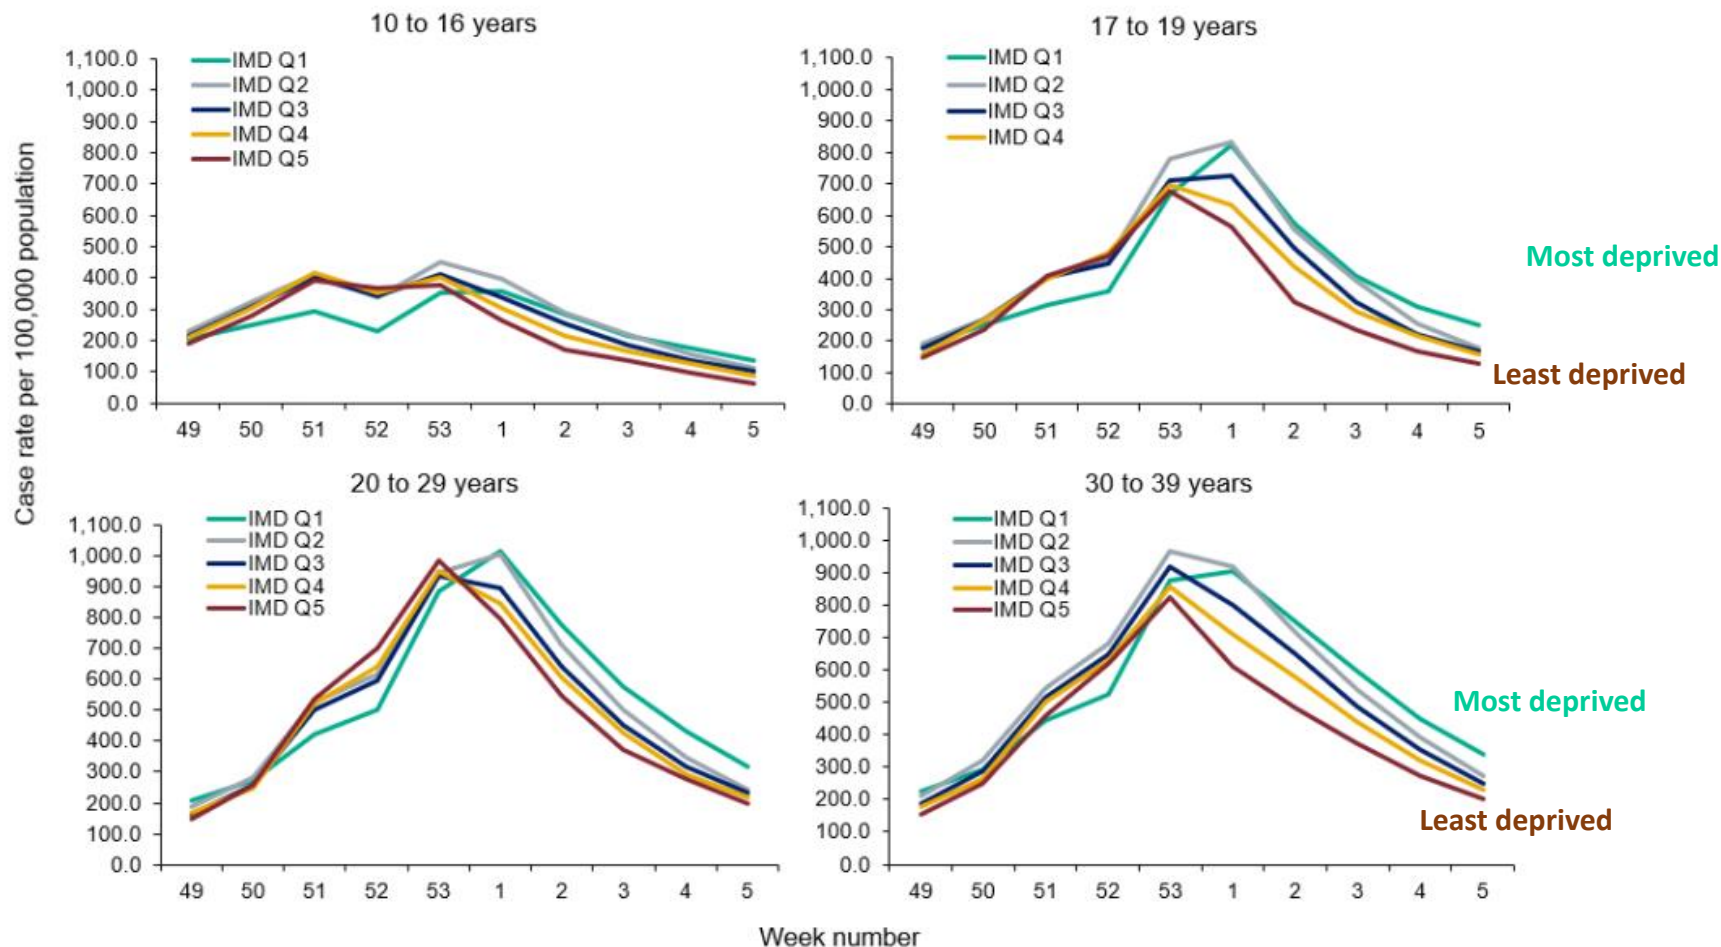 10 to 16 years
1,100.0
1,000.0
900.0
800.0
700.0
600.0
500.0
400.0
300.0
200.0
100.0
0.0
IMD Q1
IMD Q2
IMD Q3
IMD Q4
IMD Q5
49 50 51 52 53 1 2 3 4 5
17 to 19 years
1,100.0
1,000.0
900.0
800.0
700.0
600.0
500.0
400.0
300.0
200.0
100.0
0.0
IMD Q1
IMD Q2
IMD Q3
IMD Q4
49 50 51 52 53 1 2 3 4 5
Most deprived
Least deprived
Case rate per 100,000 population
20 to 29 years
1,100.0
1,000.0
900.0
800.0
700.0
600.0
500.0
400.0
300.0
200.0
100.0
0.0
IMD Q1
IMD Q2
IMD Q3
IMD Q4
IMD Q5
49 50 51 52 53 1 2 3 4 5
30 to 39 years
1,100.0
1,000.0
900.0
800.0
700.0
600.0
500.0
400.0
300.0
200.0
100.0
0.0
IMD Q1
IMD Q2
IMD Q3
IMD Q4
IMD Q5
49 50 51 52 53 1 2 3 4 5
Most deprived
Least deprived
Week number